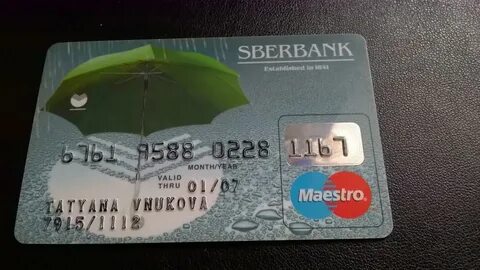 SBERBANK
Established in 1841
6761 9588 0228 1167
MONTH/YEAR
VALID THRU 01/07
TATYANA VNUKOVA
7915/1112
Maestro